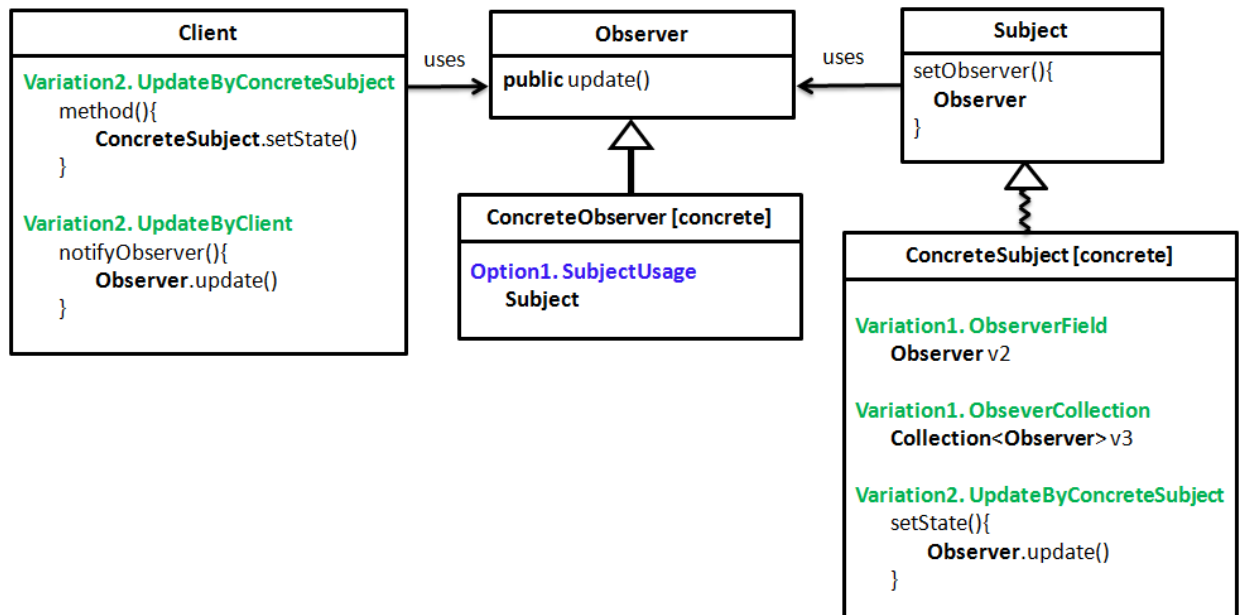 Client
Variation2. UpdateByConcreteSubject
method(){
ConcreteSubject.setState()
}
Variation2. UpdateByClient
notifyObserver(){
Observer.update()
}
uses
Observer
public update()
uses
Subject
setObserver(){
Observer
}
ConcreteObserver [concrete]
Option1. SubjectUsage
Subject
ConcreteSubject [concrete]
Variation1. ObserverField
Observer v2
Variation1. ObseverCollection
Collection<Observer> v3
Variation2. UpdateByConcreteSubject
setState(){
Observer.update()
}